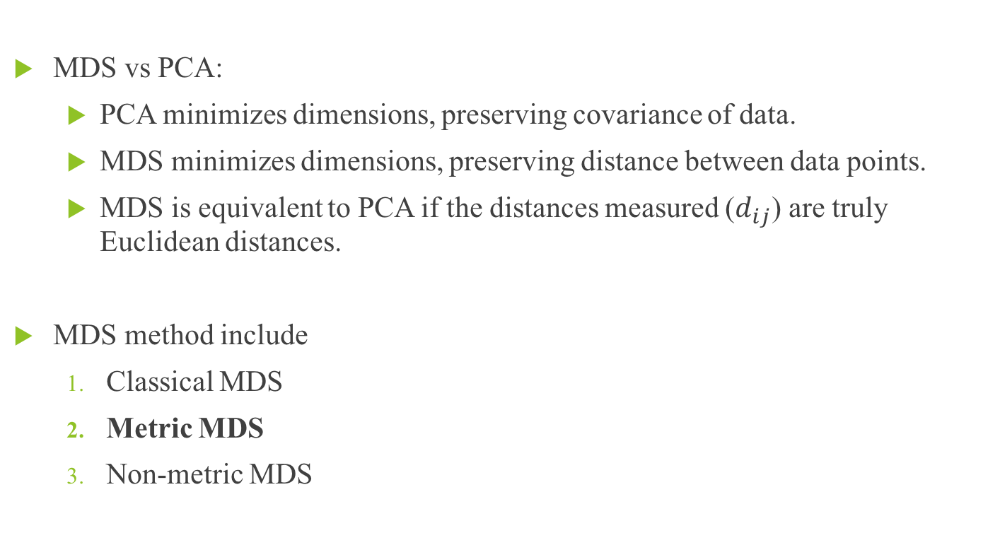 MDS vs PCA:
PCA minimizes dimensions, preserving covariance of data.
MDS minimizes dimensions, preserving distance between data points.
MDS is equivalent to PCA if the distances measured (d_{ij}) are truly
Euclidean distances.
MDS method include
1. Classical MDS
2. Metric MDS
3. Non-metric MDS